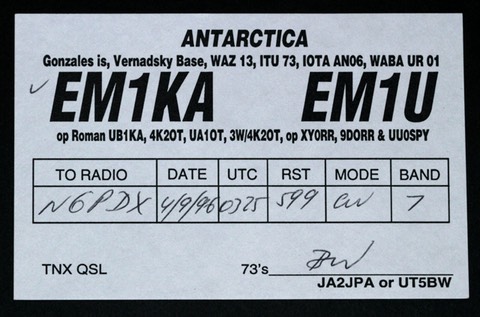 ANTARCTICA
Gonzales is, Vernadsky Base, WAZ 13, ITU 73, IOTA AN06, WABA UR 01
EM1KA EM1U
op Roman UB1KA, 4K2OT, UA1OT, 3W/4K2OT, op XY0RR, 9D0RR & UU0SPY
TO RADIO DATE UTC RST MODE BAND
N6PDX 4/9/96 0325 599 CW 7
TNX QSL 73's
JA2JPA or UT5BW